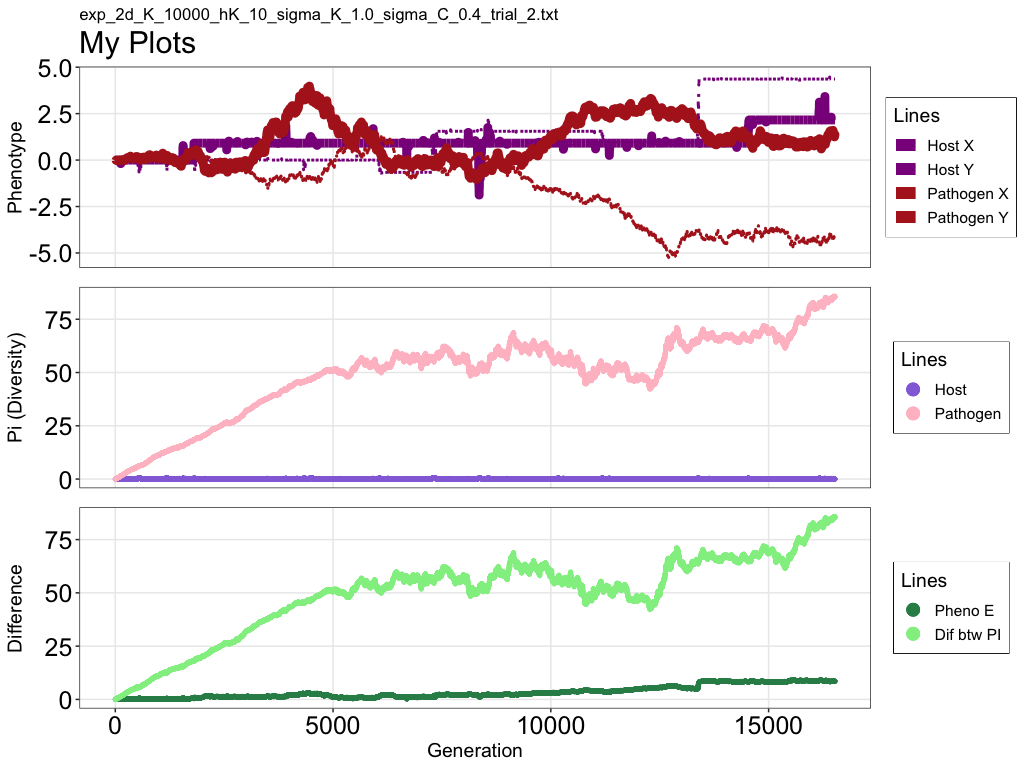 exp_2d_K_10000_hK_10_sigma_K_1.0_sigma_C_0.4_trial_2.txt
My Plots
5.0
2.5
0.0
-2.5
-5.0
Phenotype
Lines
Host X
Host Y
Pathogen X
Pathogen Y
75
50
25
0
Pi (Diversity)
Lines
Host
Pathogen
75
50
25
0
Difference
Lines
Pheno E
Dif btw PI
0 5000 10000 15000
Generation